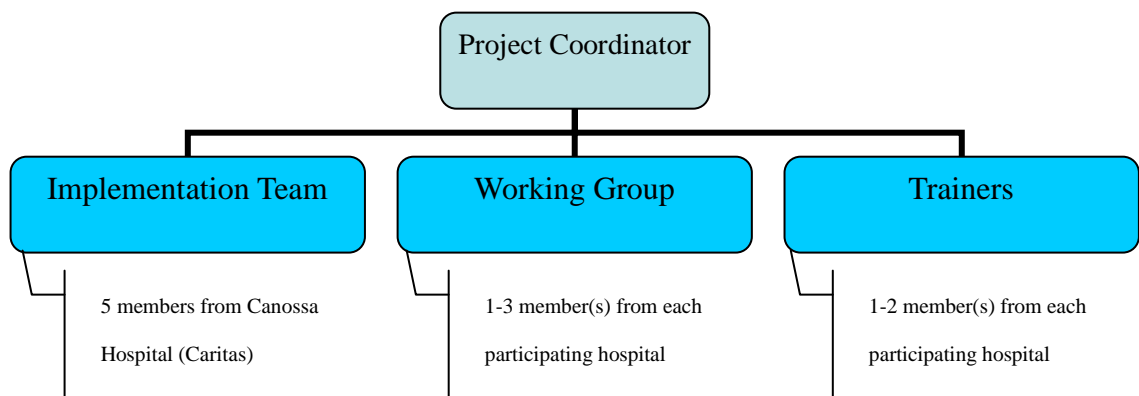 Project Coordinator
Implementation Team
5 members from Canossa
Hospital (Caritas)
Working Group
1-3 member(s) from each
participating hospital
Trainers
1-2 member(s) from each
participating hospital